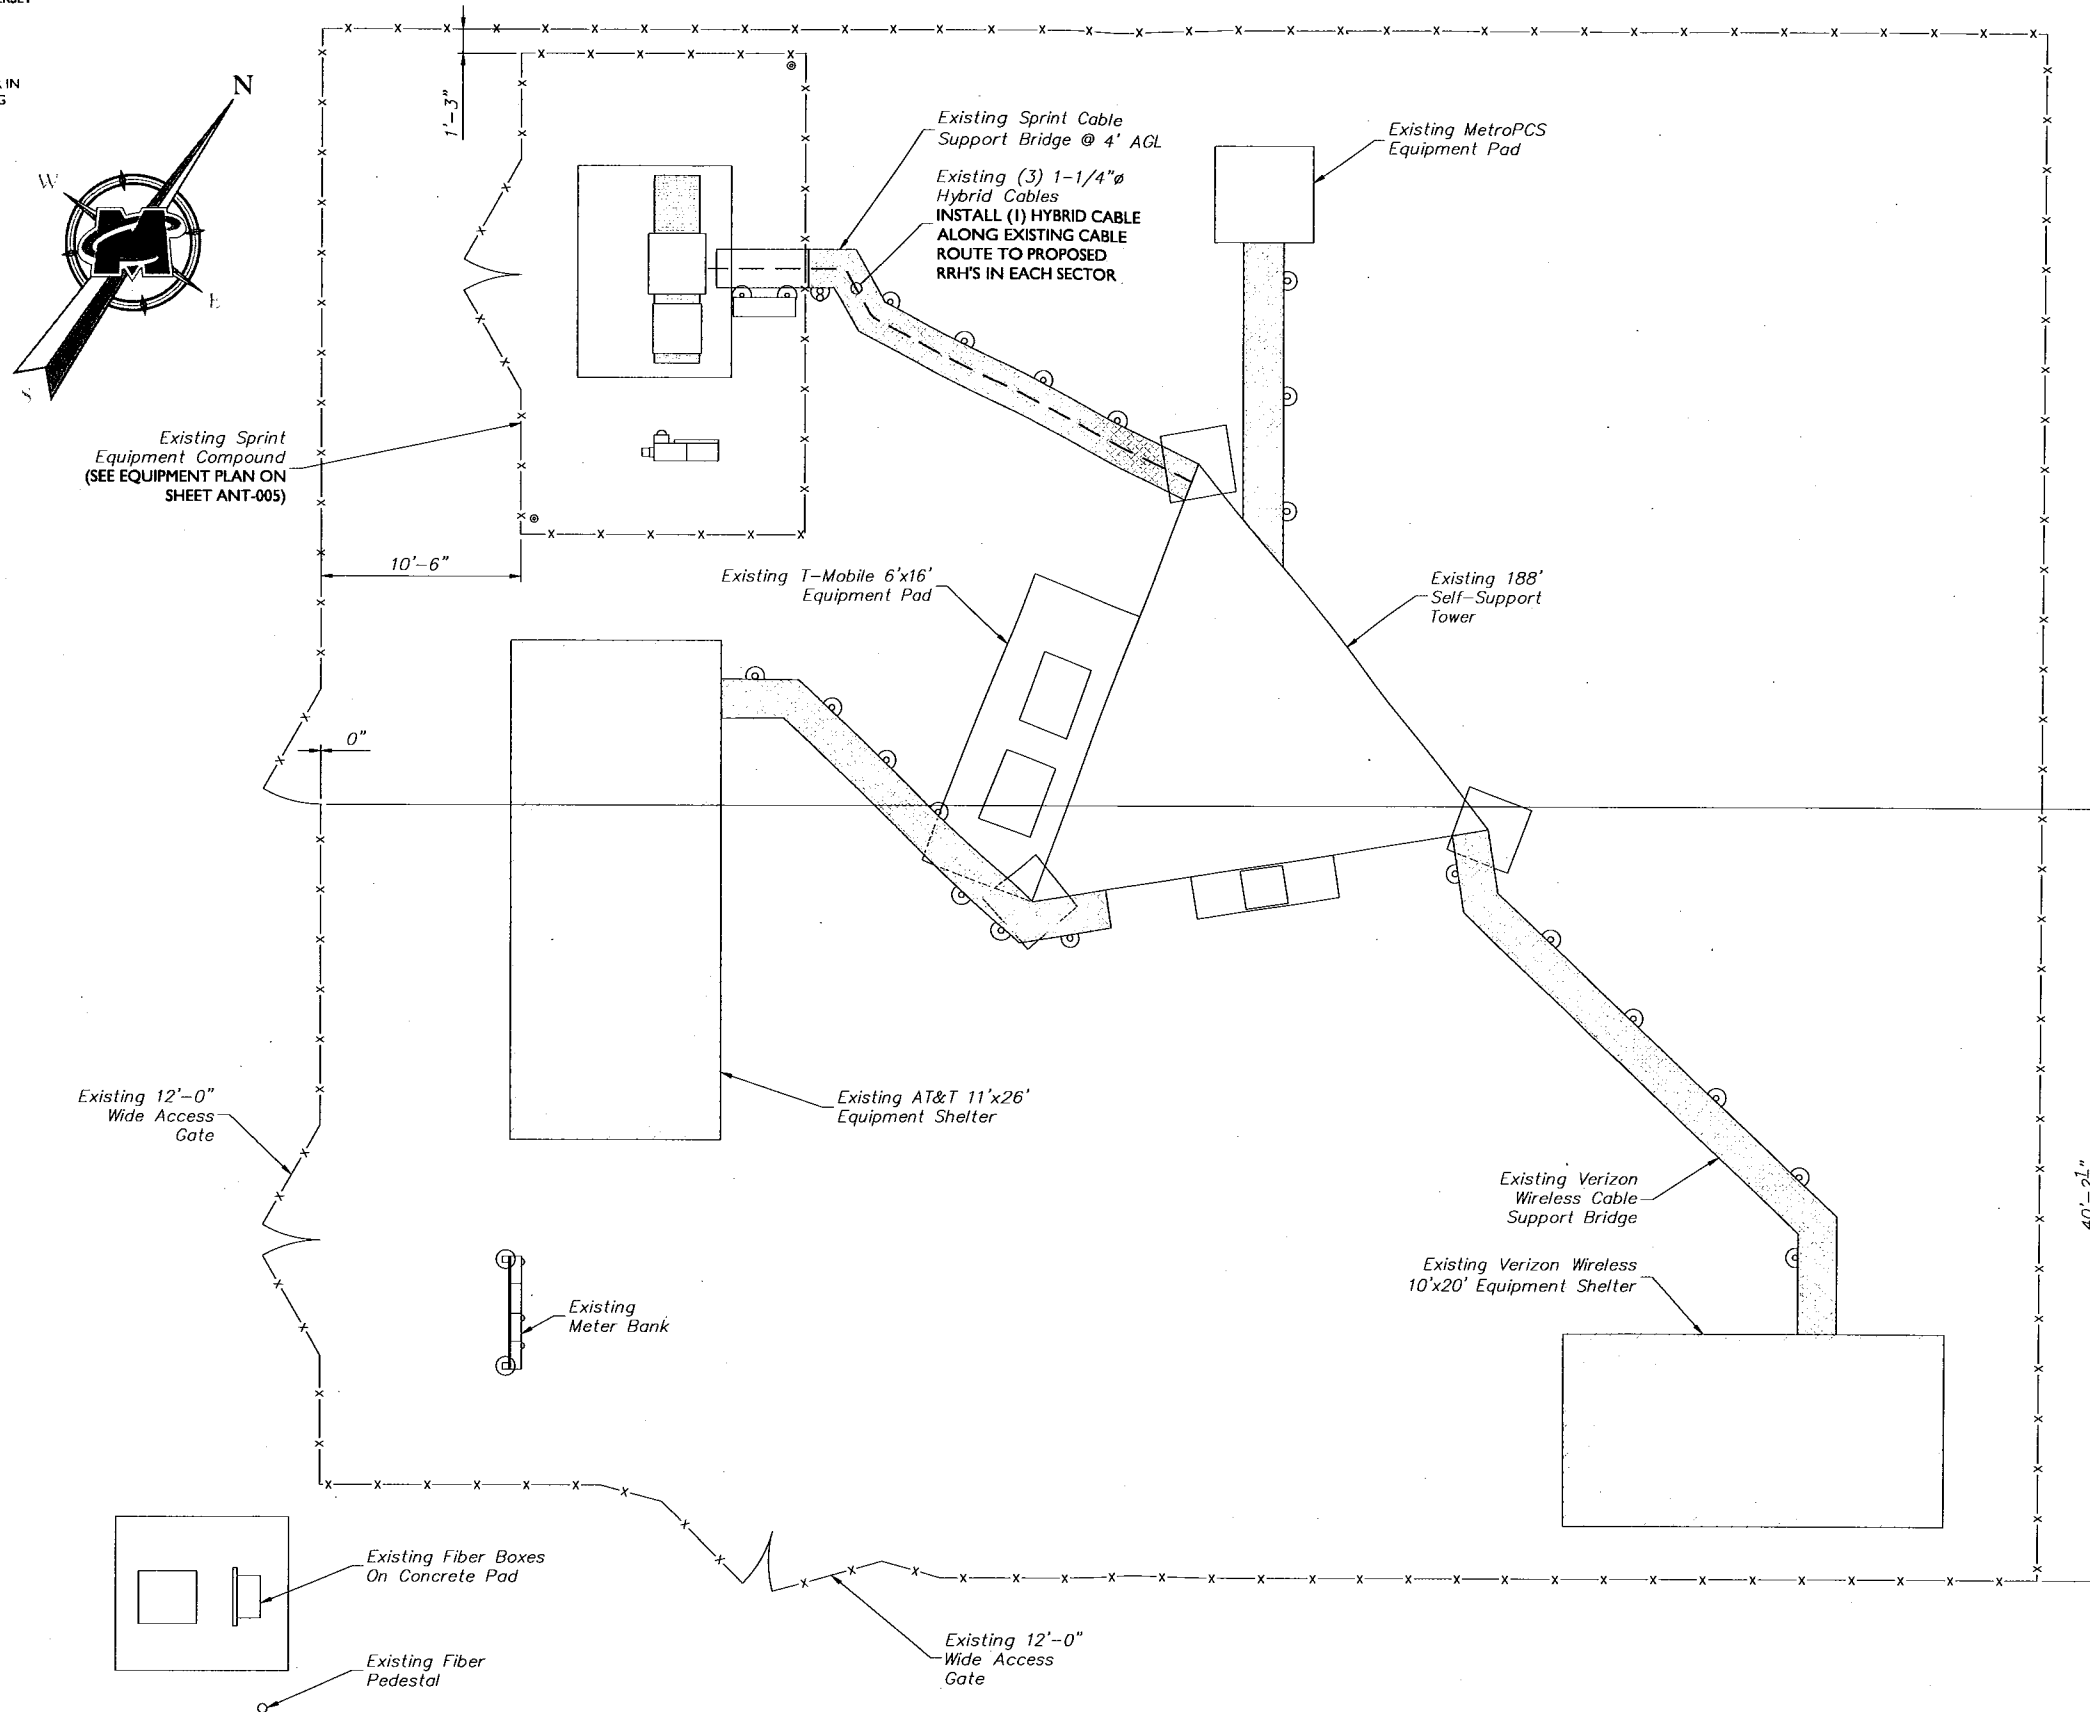 N
W
E
S
1'-3"
Existing Sprint Cable
Support Bridge @ 4' AGL
Existing (3) 1-1/4"ø
Hybrid Cables
INSTALL (1) HYBRID CABLE
ALONG EXISTING CABLE
ROUTE TO PROPOSED
RRH'S IN EACH SECTOR
Existing MetroPCS
Equipment Pad
Existing Sprint
Equipment Compound
(SEE EQUIPMENT PLAN ON
SHEET ANT-005)
10'-6"
Existing T-Mobile 6'x16'
Equipment Pad
Existing 188'
Self-Support
Tower
0"
Existing 12'-0"
Wide Access
Gate
Existing AT&T 11'x26'
Equipment Shelter
Existing Verizon
Wireless Cable
Support Bridge
40'-2
Existing Verizon Wireless
10'x20' Equipment Shelter
Existing
Meter Bank
Existing Fiber Boxes
On Concrete Pad
Existing 12'-0"
Wide Access
Gate
Existing Fiber
Pedestal